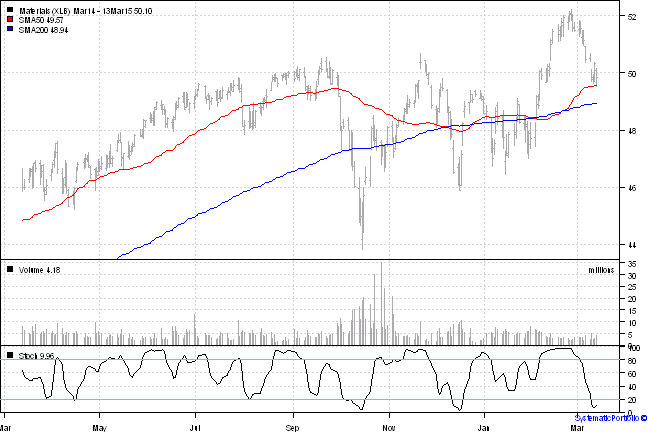 Materials (XLB) Mar14 - 13Mar15 50.10
SMA50 49.57
SMA200 48.94
52
50
48
46
44
Volume 4.18
millions
35
30
25
20
15
10
5
Stoch 9.96
100
80
60
40
20
0
Mar
May
Jul
Sep
Nov
Jan
Mar
SystematicPortfolio ©